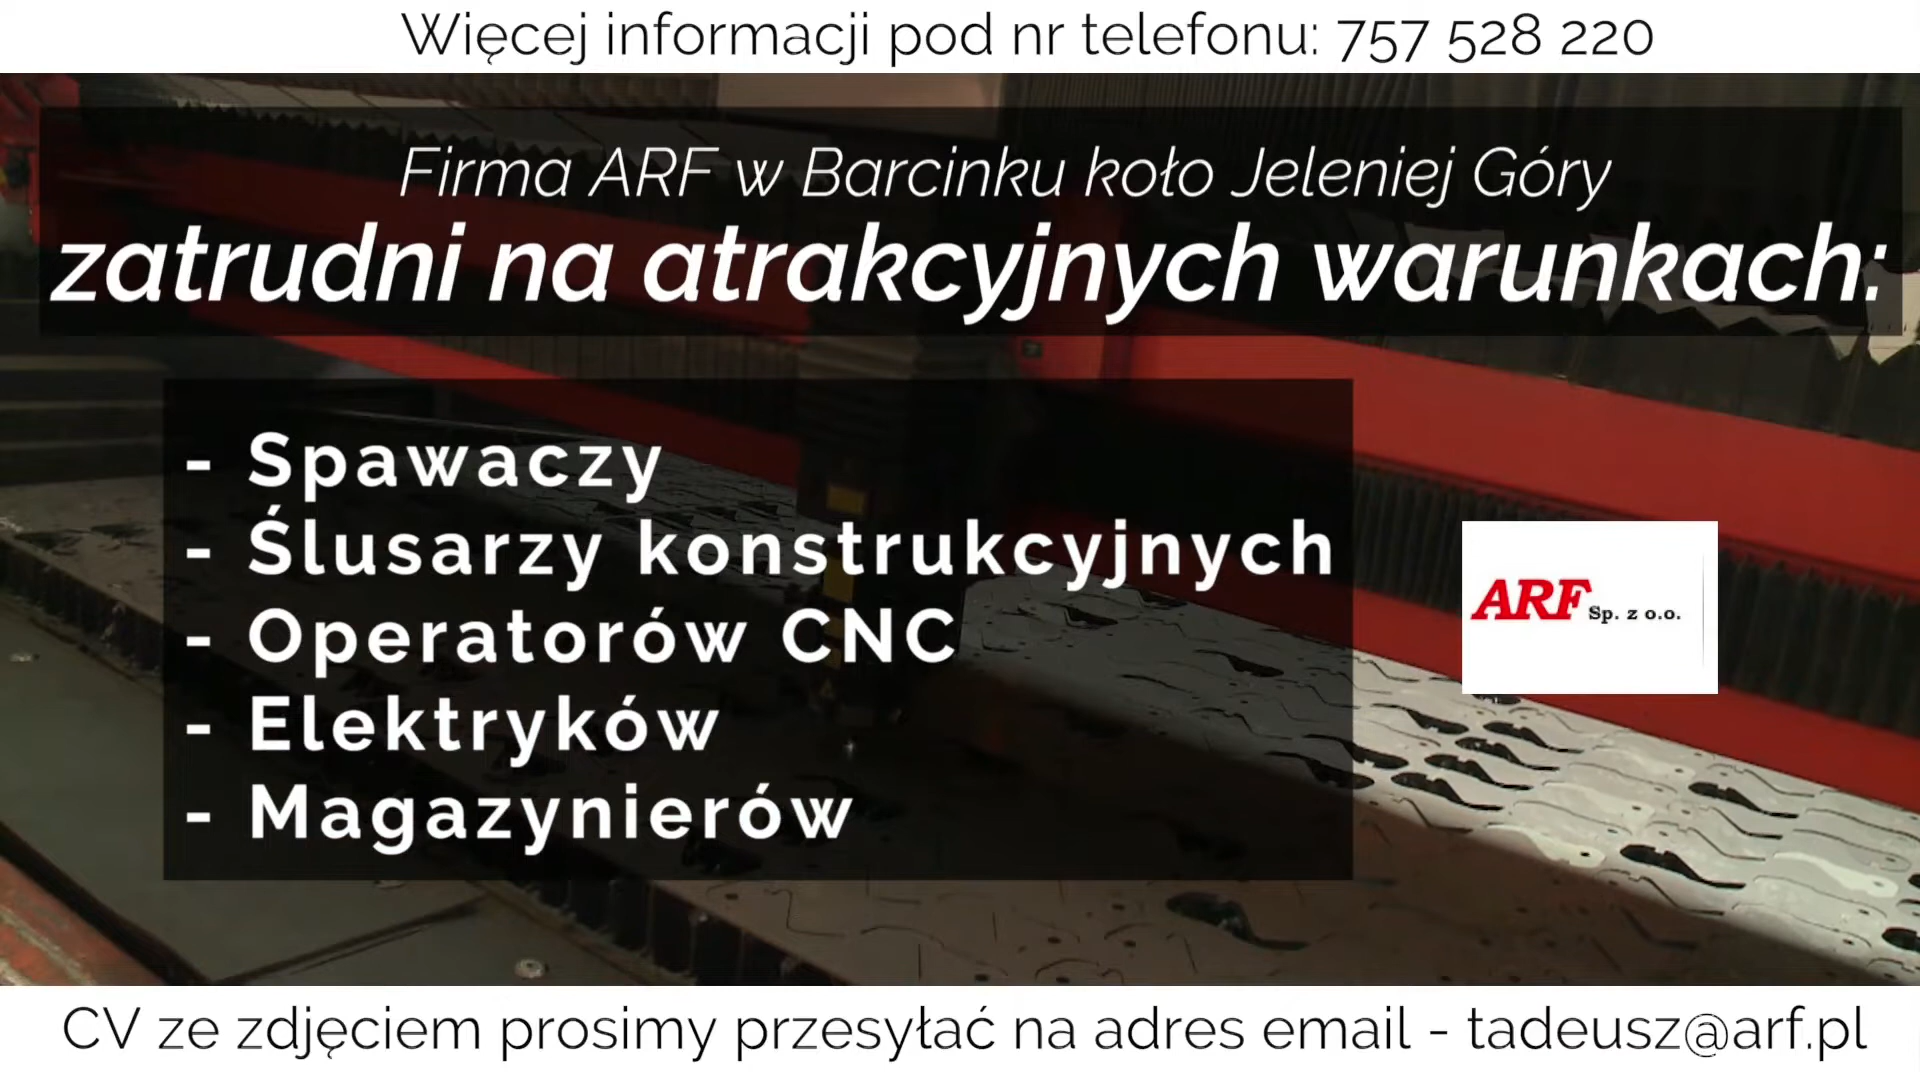 Więcej informacji pod nr telefonu: 757 528 220
Firma ARF w Barcinku koło Jeleniej Góry
zatrudni na atrakcyjnych warunkach:
- Spawaczy
- Ślusarzy konstrukcyjnych
- Operatorów CNC
- Elektryków
- Magazynierów
ARF Sp. z o.o.
CV ze zdjęciem prosimy przesyłać na adres email - tadeusz@arf.pl